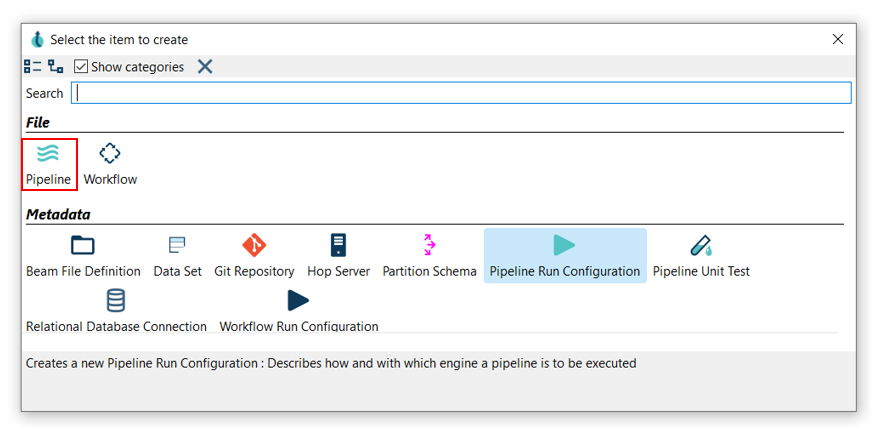 Select the item to create
Show categories
Search
File
Pipeline Workflow
Metadata
Beam File Definition Data Set Git Repository Hop Server Partition Schema Pipeline Run Configuration Pipeline Unit Test
Relational Database Connection Workflow Run Configuration
Creates a new Pipeline Run Configuration : Describes how and with which engine a pipeline is to be executed